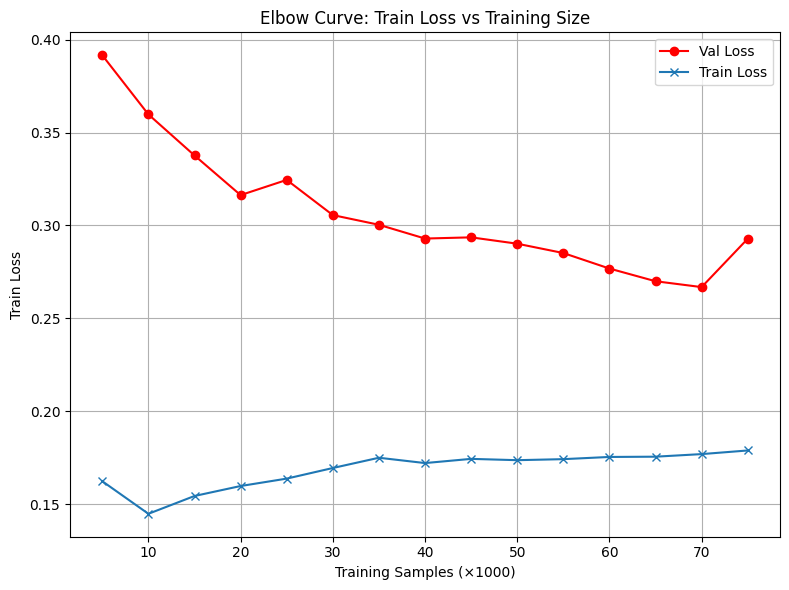 Elbow Curve: Train Loss vs Training Size
Val Loss
Train Loss
0.40
0.35
0.30
0.25
0.20
0.15
Train Loss
10 20 30 40 50 60 70
Training Samples (×1000)